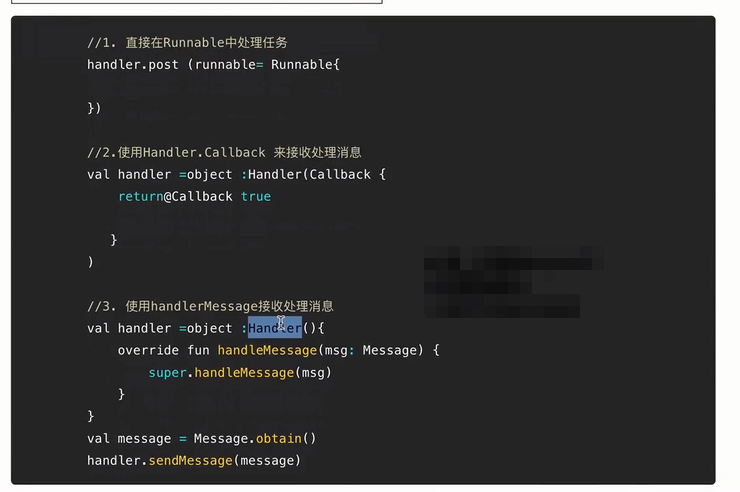 //1. 直接在Runnable中处理任务
handler.post (runnable= Runnable{
})
//2.使用Handler.Callback 来接收处理消息
val handler =object :Handler(Callback {
return@Callback true
}
)
//3. 使用handlerMessage接收处理消息
val handler =object :Handler(){
override fun handleMessage(msg: Message) {
super.handleMessage(msg)
}
}
val message = Message.obtain()
handler.sendMessage(message)